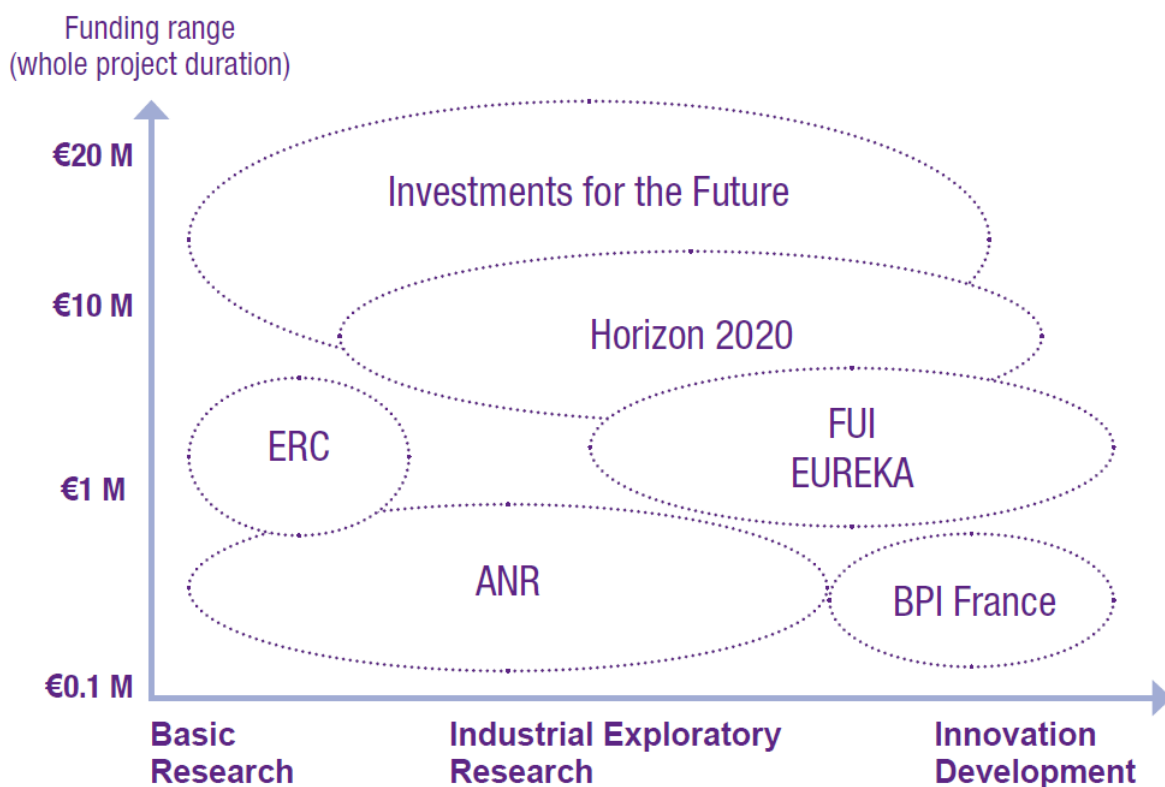 Funding range
(whole project duration)
€20 M
Investments for the Future
€10 M
Horizon 2020
ERC
FUI
EUREKA
€1 M
ANR
BPI France
€0.1 M
Basic
Research
Industrial Exploratory
Research
Innovation
Development